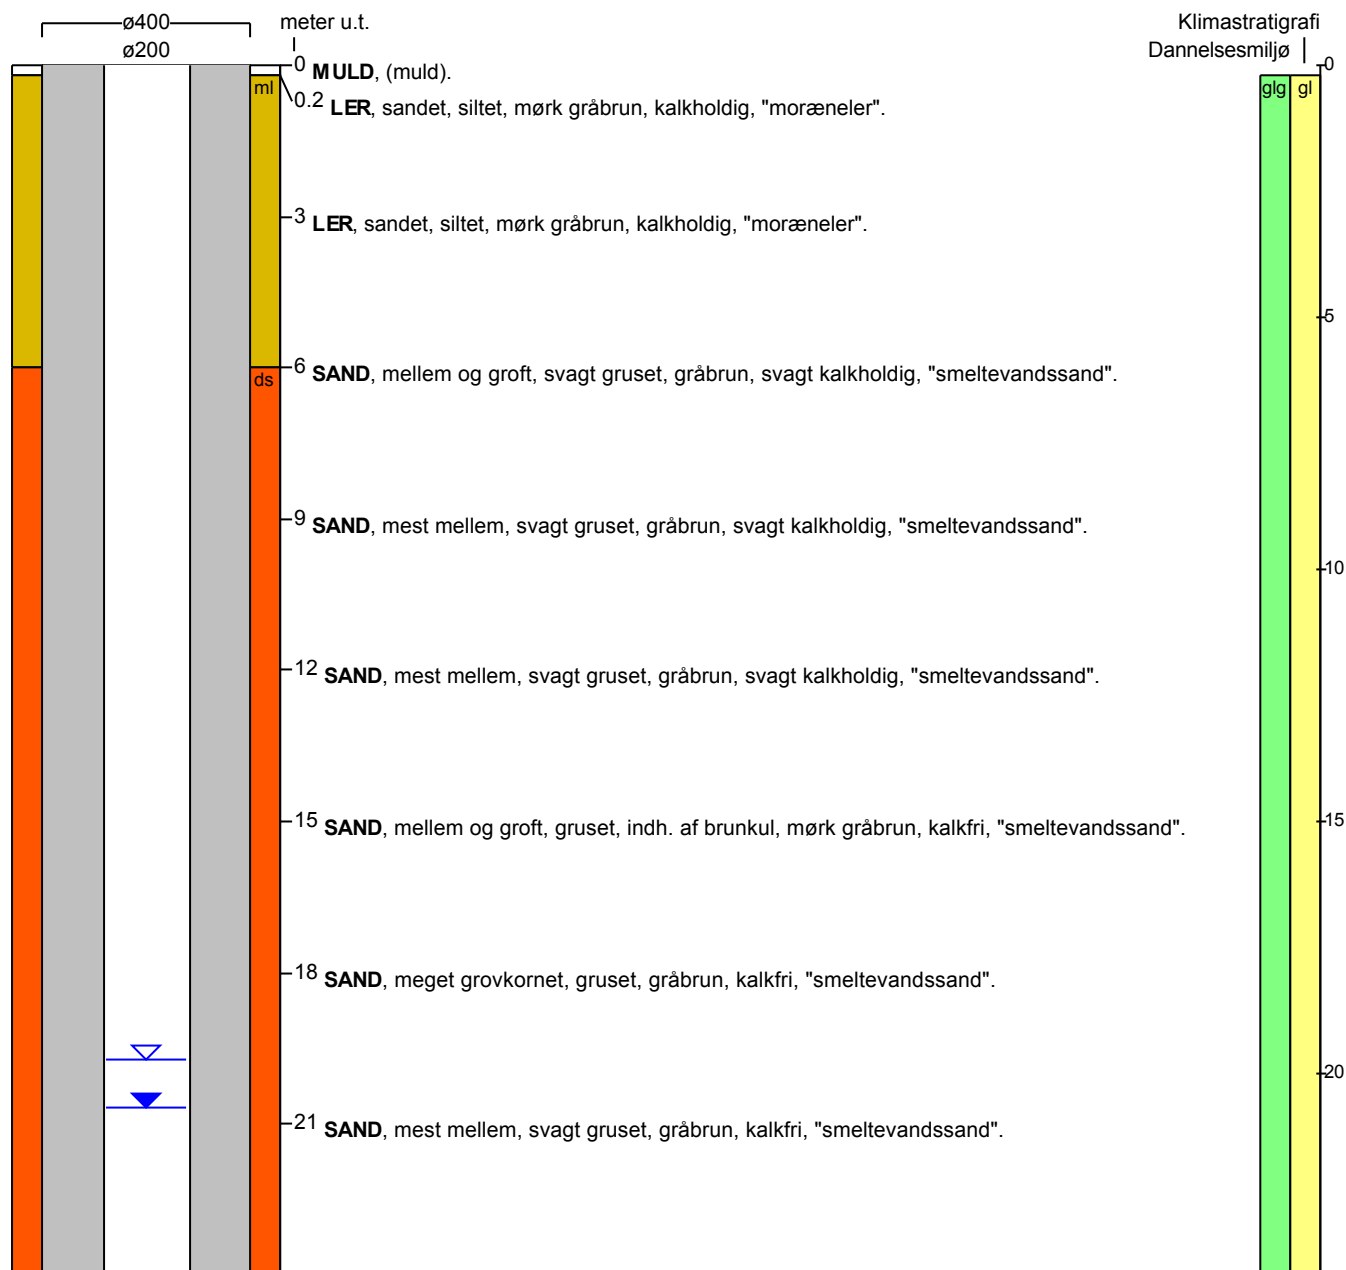 ø400 meter u.t. Klimastratigrafi
ø200 Dannelsesmiljø
0 MULD, (muld). 0
ml 0.2 LER, sandet, siltet, mørk gråbrun, kalkholdig, "moræneler". glg gl
3 LER, sandet, siltet, mørk gråbrun, kalkholdig, "moræneler".
5
6 SAND, mellem og groft, svagt gruset, gråbrun, svagt kalkholdig, "smeltevandssand".
ds
9 SAND, mest mellem, svagt gruset, gråbrun, svagt kalkholdig, "smeltevandssand".
10
12 SAND, mest mellem, svagt gruset, gråbrun, svagt kalkholdig, "smeltevandssand".
15 SAND, mellem og groft, gruset, indh. af brunkul, mørk gråbrun, kalkfri, "smeltevandssand". 15
18 SAND, meget grovkornet, gruset, gråbrun, kalkfri, "smeltevandssand".
20
21 SAND, mest mellem, svagt gruset, gråbrun, kalkfri, "smeltevandssand".